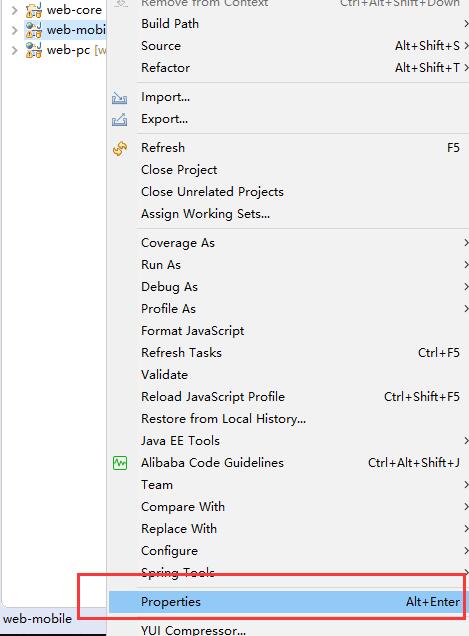 web-core
web-mobi
web-pc [w
Remove from Context Ctrl+Alt+Shift+Down
Build Path
Source Alt+Shift+S
Refactor Alt+Shift+T
Import...
Export...
Refresh F5
Close Project
Close Unrelated Projects
Assign Working Sets...
Coverage As
Run As
Debug As
Profile As
Format JavaScript
Refresh Tasks Ctrl+F5
Validate
Reload JavaScript Profile Ctrl+Shift+F5
Restore from Local History...
Java EE Tools
Alibaba Code Guidelines Ctrl+Alt+Shift+J
Team
Compare With
Replace With
Configure
Spring Tools
Properties Alt+Enter
YUI Compressor...
web-mobile